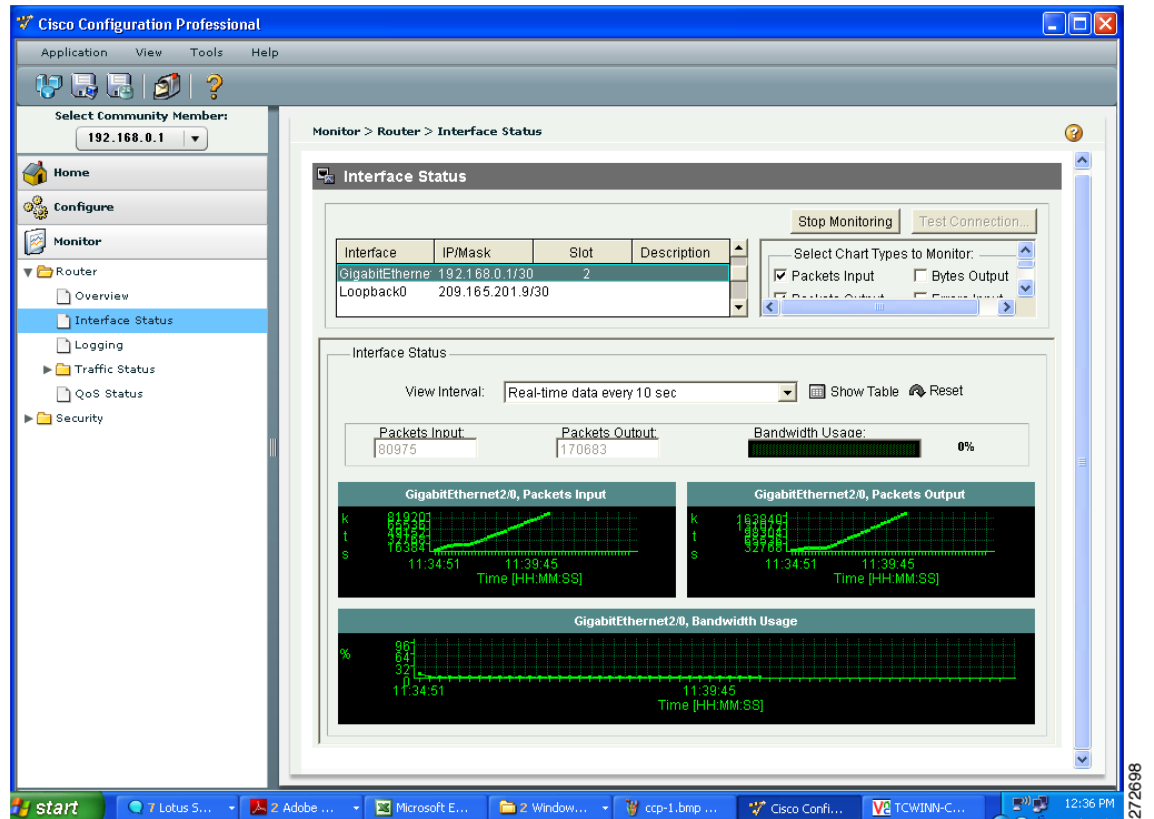 Cisco Configuration Professional
Application View Tools Help
Select Community Member:
192.168.0.1
Home
Configure
Monitor
Router
Overview
Interface Status
Logging
Traffic Status
QoS Status
Security
Monitor > Router > Interface Status
Interface Status
Stop Monitoring Test Connection...
Interface IP/Mask Slot Description
GigabitEtherne 192.168.0.1/30 2
Loopback0 209.165.201.9/30
Select Chart Types to Monitor:
Packets Input Bytes Output
Packets Output Errors Input
Interface Status
View Interval: Real-time data every 10 sec Show Table Reset
Packets Input: Packets Output: Bandwidth Usage:
80975 170683 0%
GigabitEthernet2/0, Packets Input
k
t
s
81920
16384
11:34:51 11:39:45
Time [HH:MM:SS]
GigabitEthernet2/0, Packets Output
k
t
s
163840
32768
11:34:51 11:39:45
Time [HH:MM:SS]
GigabitEthernet2/0, Bandwidth Usage
%
96
64
32
0
11:34:51 11:39:45
Time [HH:MM:SS]
start 7 Lotus S... 2 Adobe ... Microsoft E... 2 Window... ccp-1.bmp ... Cisco Confi... TCWINN-C... 12:36 PM
272698